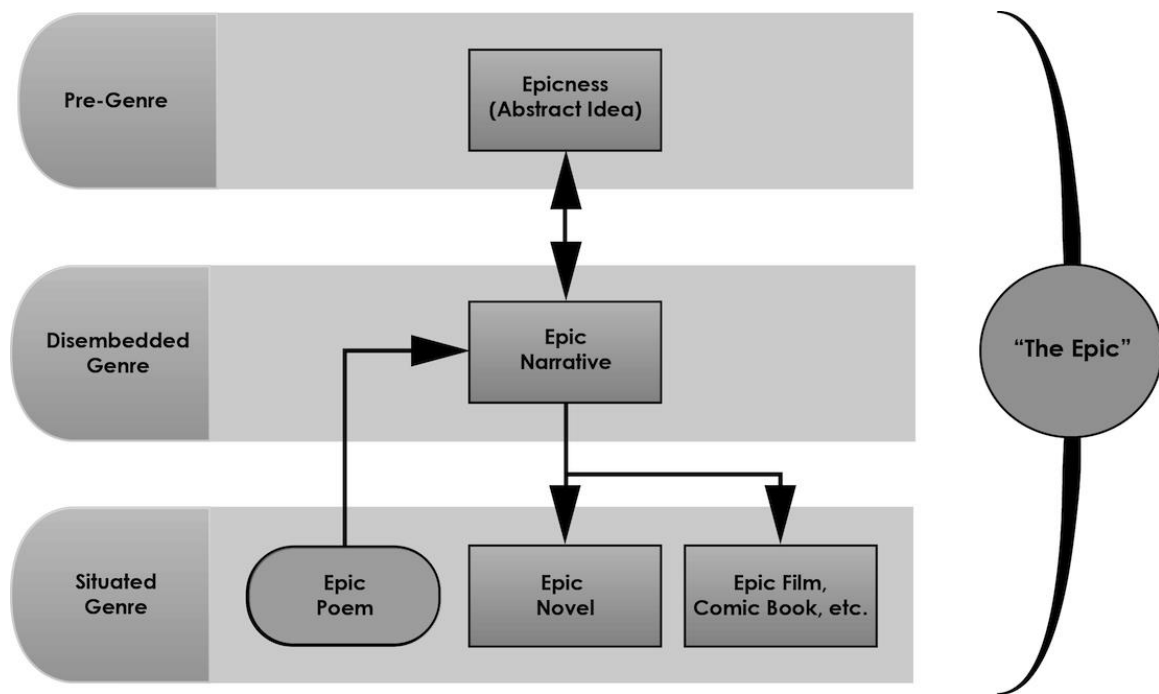 Pre-Genre
Epicness
(Abstract Idea)
Disembedded
Genre
Epic
Narrative
“The Epic”
Situated
Genre
Epic
Poem
Epic
Novel
Epic Film,
Comic Book, etc.